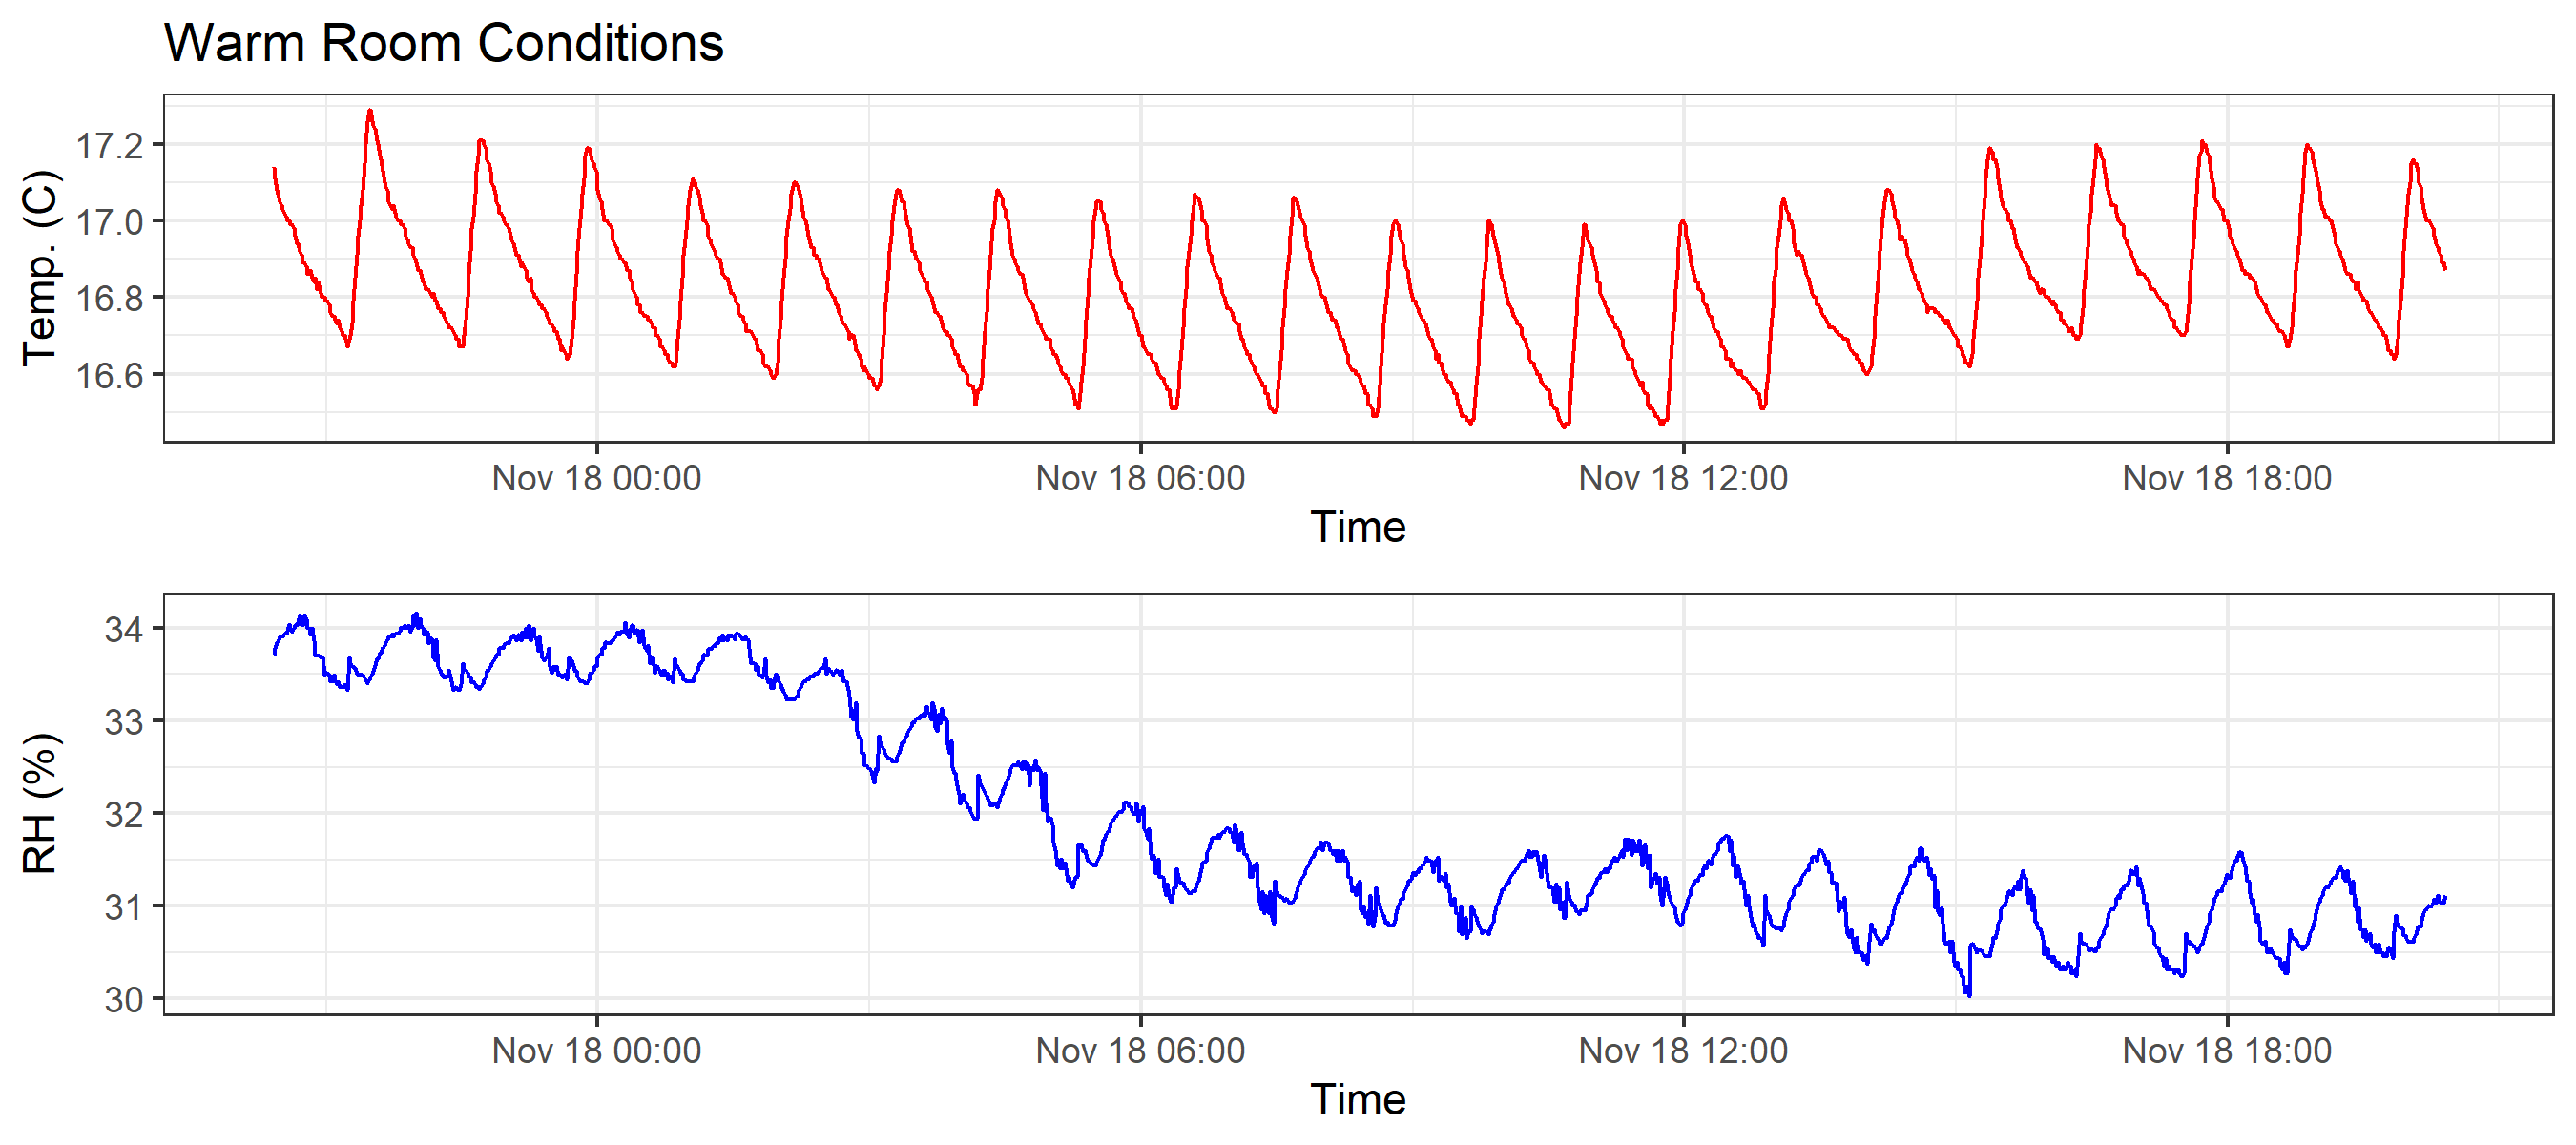 Warm Room Conditions
Temp. (C)
17.2
17.0
16.8
16.6
Nov 18 00:00 Nov 18 06:00 Nov 18 12:00 Nov 18 18:00
Time
RH (%)
34
33
32
31
30
Nov 18 00:00 Nov 18 06:00 Nov 18 12:00 Nov 18 18:00
Time